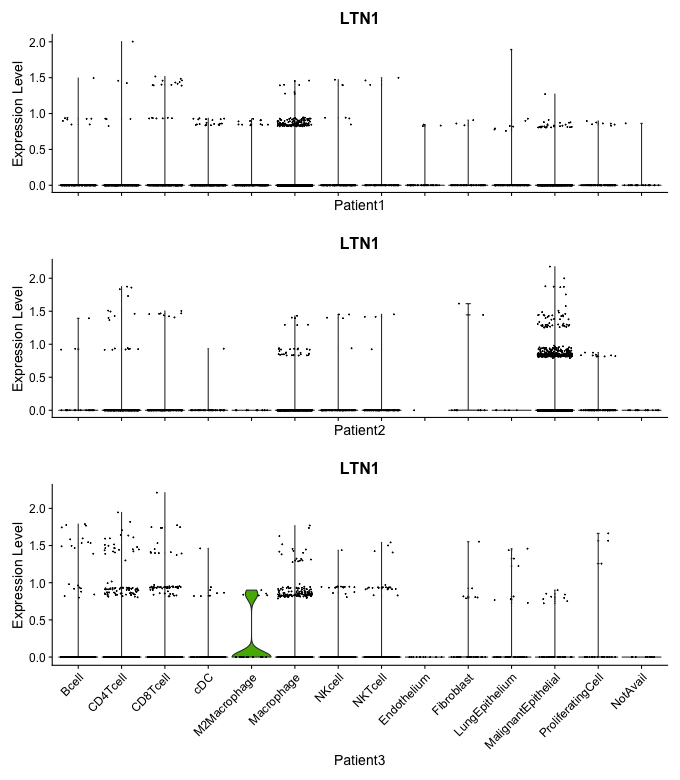 LTN1
Expression Level
2.0
1.5
1.0
0.5
0.0
Patient1
LTN1
Expression Level
2.0
1.5
1.0
0.5
0.0
Patient2
LTN1
Expression Level
2.0
1.5
1.0
0.5
0.0
Bcell
CD4Tcell
CD8Tcell
cDC
M2Macrophage
Macrophage
NKcell
NKTcell
Endothelium
Fibroblast
LungEpithelium
MalignantEpithelial
ProliferatingCell
NotAvail
Patient3